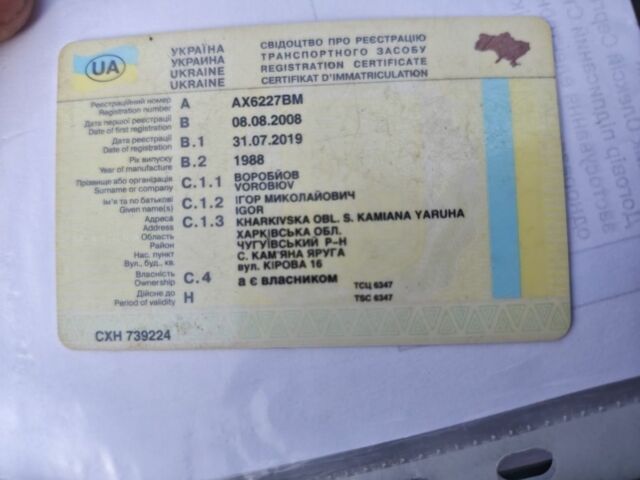 UA
УКРАЇНА
УКРАИНА
UKRAINE
UKRAINE
СВІДОЦТВО ПРО РЕЄСТРАЦІЮ
ТРАНСПОРТНОГО ЗАСОБУ
REGISTRATION CERTIFICATE
CERTIFIKAT D'IMMATRICULATION
Реєстраційний номер A AX6227BM
Registration number
Дата першої реєстрації B 08.08.2008
Date of first registration
Дата реєстрації B.1 31.07.2019
Date of registration
Рік випуску B.2 1988
Year of manufacture
Прізвище або організація C.1.1 ВОРОБЙОВ
Surname or company VOROBIOV
Ім'я та по батькові C.1.2 ІГОР МИКОЛАЙОВИЧ
Given name(s) IGOR
Адреса C.1.3 KHARKIVSKA OBL. S. KAMIANA YARUHA
Address
Область ХАРКІВСЬКА ОБЛ.
Район ЧУГУЇВСЬКИЙ Р-Н
Нас. пункт С. КАМ'ЯНА ЯРУГА
Вул., буд., кв. вул. КІРОВА 16
Власність C.4 а є власником
Ownership
ТСЦ 6347
Дійсне до H
Period of validity TSC 6347
СХН 739224